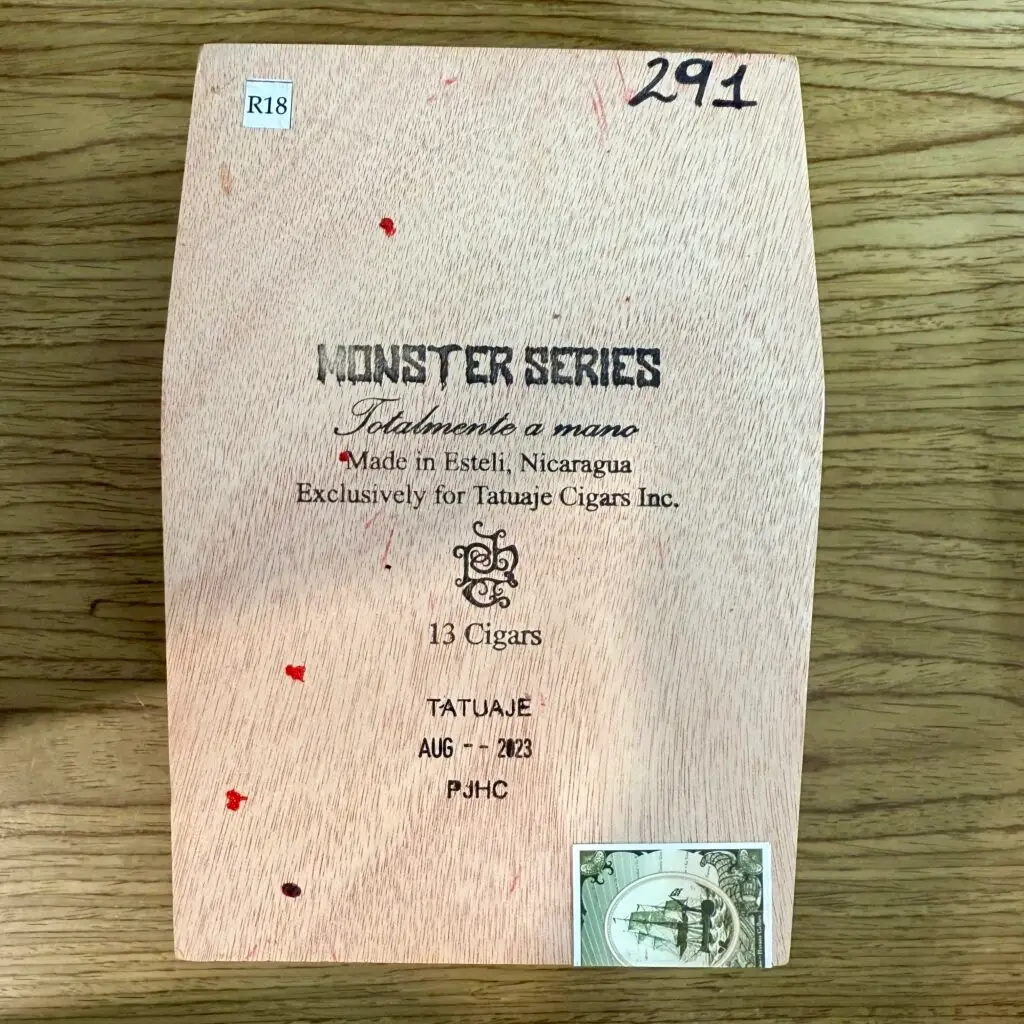 R18
291
MONSTER SERIES
Totalmente a mano
Made in Esteli, Nicaragua
Exclusively for Tatuaje Cigars Inc.
13 Cigars
TATUAJE
AUG -- 2023
PJHC